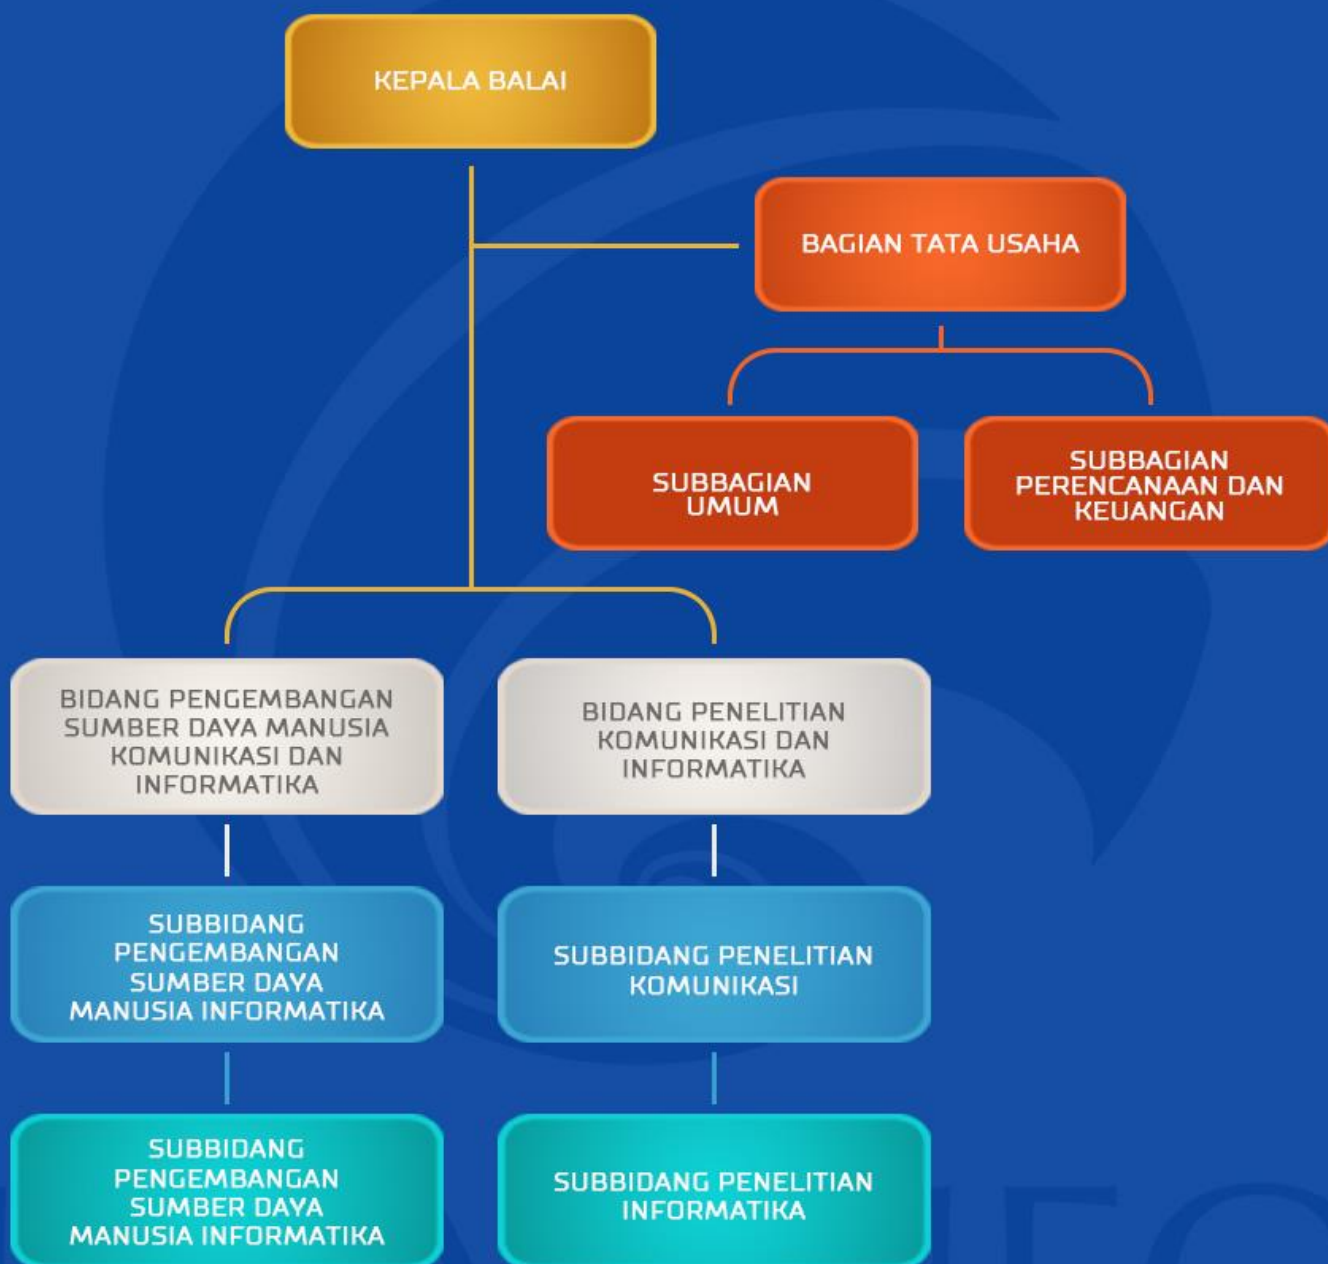 KEPALA BALAI
BAGIAN TATA USAHA
SUBBAGIAN
UMUM
SUBBAGIAN
PERENCANAAN DAN
KEUANGAN
BIDANG PENGEMBANGAN
SUMBER DAYA MANUSIA
KOMUNIKASI DAN
INFORMATIKA
BIDANG PENELITIAN
KOMUNIKASI DAN
INFORMATIKA
SUBBIDANG
PENGEMBANGAN
SUMBER DAYA
MANUSIA INFORMATIKA
SUBBIDANG PENELITIAN
KOMUNIKASI
SUBBIDANG
PENGEMBANGAN
SUMBER DAYA
MANUSIA INFORMATIKA
SUBBIDANG PENELITIAN
INFORMATIKA